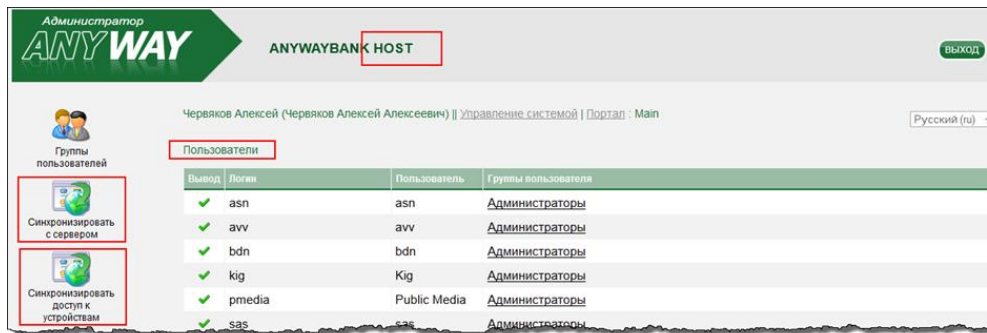 Администратор
ANYWAY
ANYWAYBANK HOST
ВЫХОД
Червяков Алексей (Червяков Алексей Алексеевич) || Управление системой | Портал : Main
Русский (ru)
Группы
пользователей
Пользователи
Вывод Логин Пользователь Группы пользователя
asn asn Администраторы
Синхронизировать
с сервером
avv avv Администраторы
bdn bdn Администраторы
kig Kig Администраторы
Синхронизировать
доступ к
устройствам
pmedia Public Media Администраторы
sas sas Администраторы